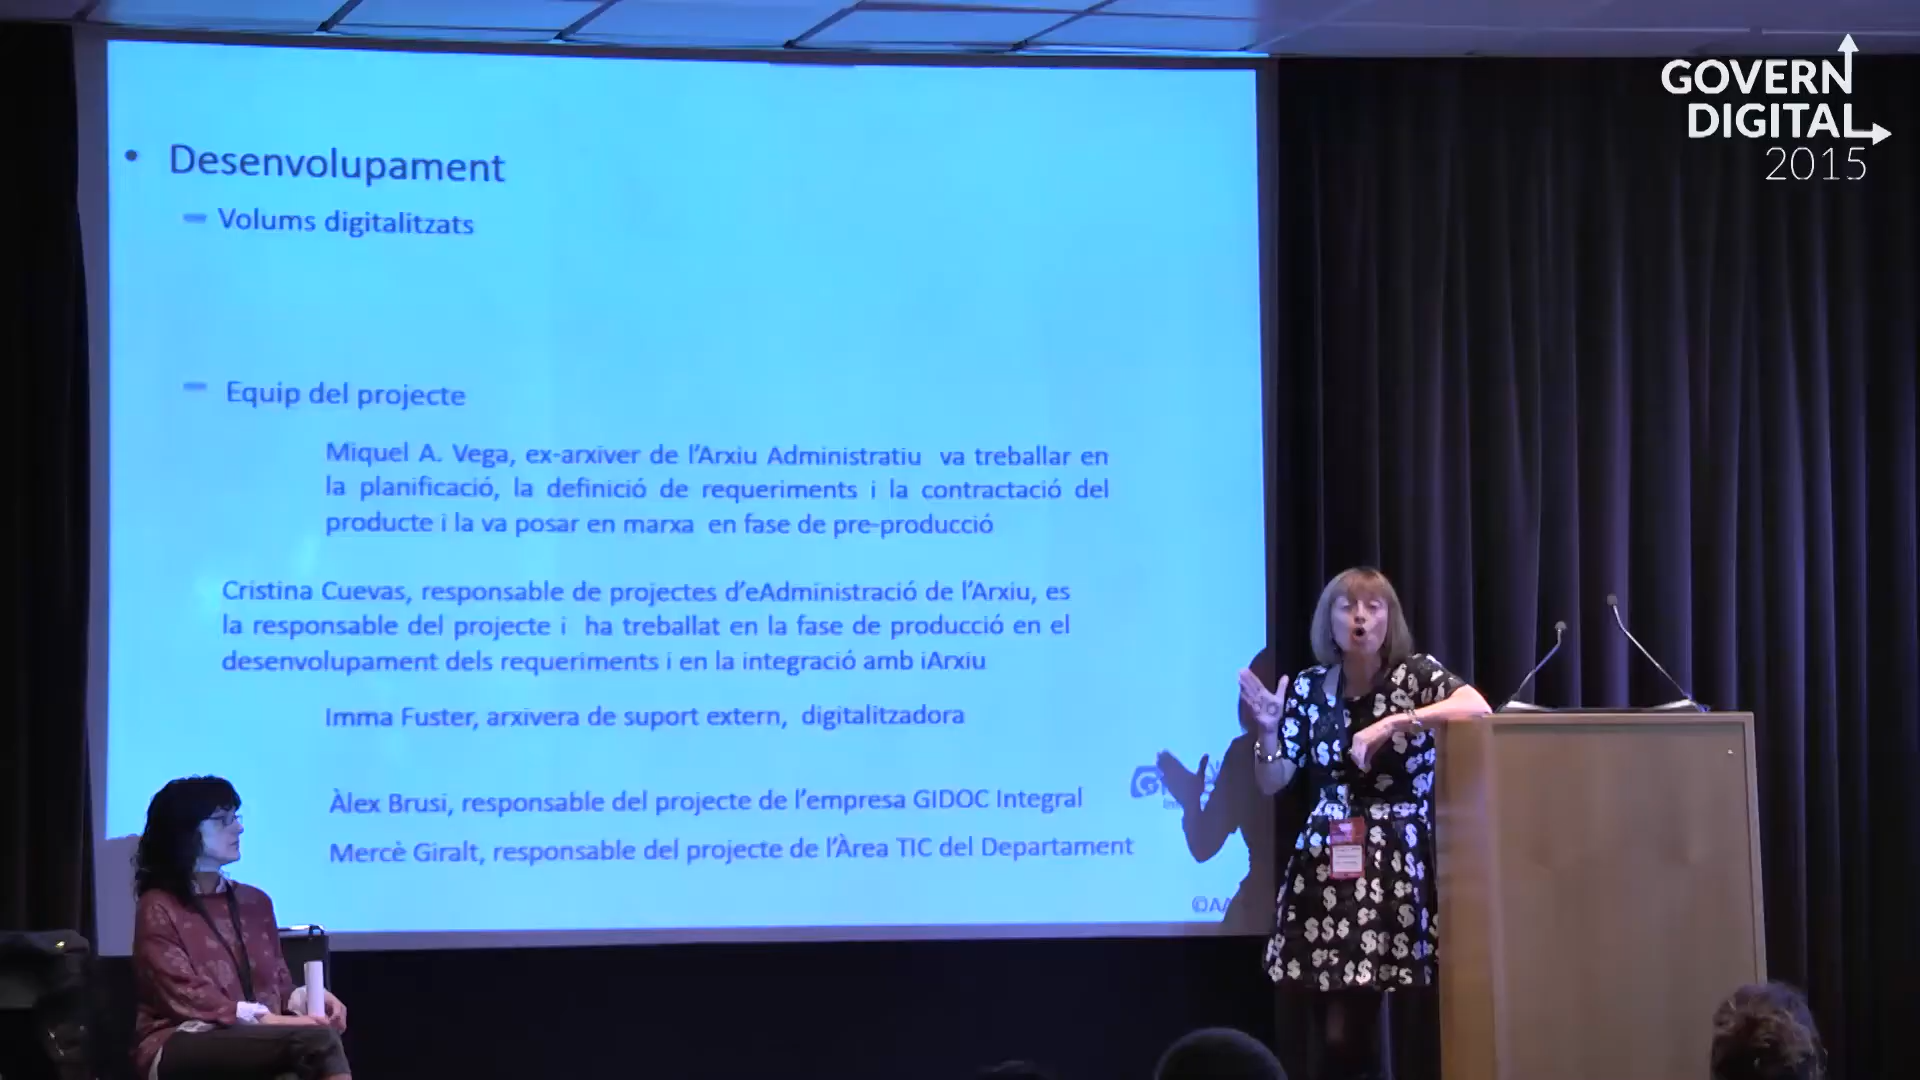 GOVERN
DIGITAL
2015
• Desenvolupament
– Volums digitalitzats
– Equip del projecte
Miquel A. Vega, ex-arxiver de l'Arxiu Administratiu va treballar en
la planificació, la definició de requeriments i la contractació del
producte i la va posar en marxa en fase de pre-producció
Cristina Cuevas, responsable de projectes d'eAdministració de l'Arxiu, es
la responsable del projecte i ha treballat en la fase de producció en el
desenvolupament dels requeriments i en la integració amb iArxiu
Imma Fuster, arxivera de suport extern, digitalitzadora
Àlex Brusi, responsable del projecte de l'empresa GIDOC Integral
Mercè Giralt, responsable del projecte de l'Àrea TIC del Departament